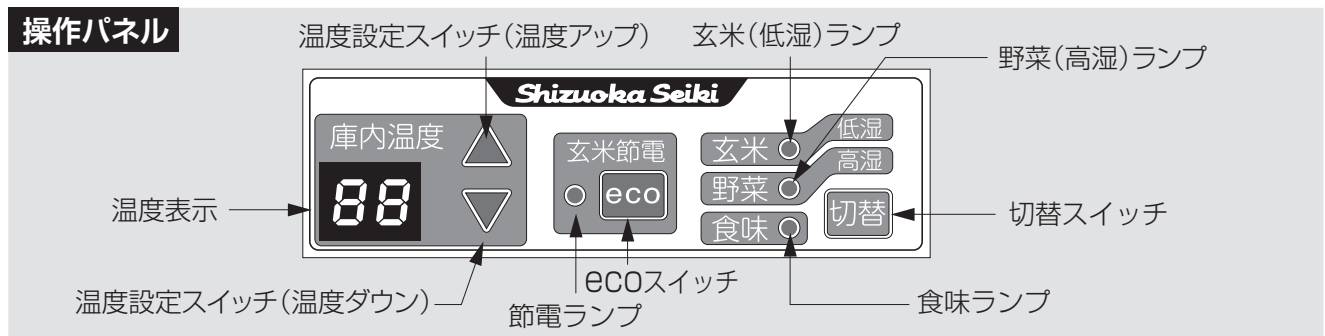 操作パネル
温度設定スイッチ(温度アップ)
玄米(低湿)ランプ
野菜(高湿)ランプ
Shizuoka Seiki
庫内温度
88
玄米節電
eco
玄米
低湿
野菜
高湿
食味
切替
温度表示
切替スイッチ
温度設定スイッチ(温度ダウン)
節電ランプ
ecoスイッチ
食味ランプ